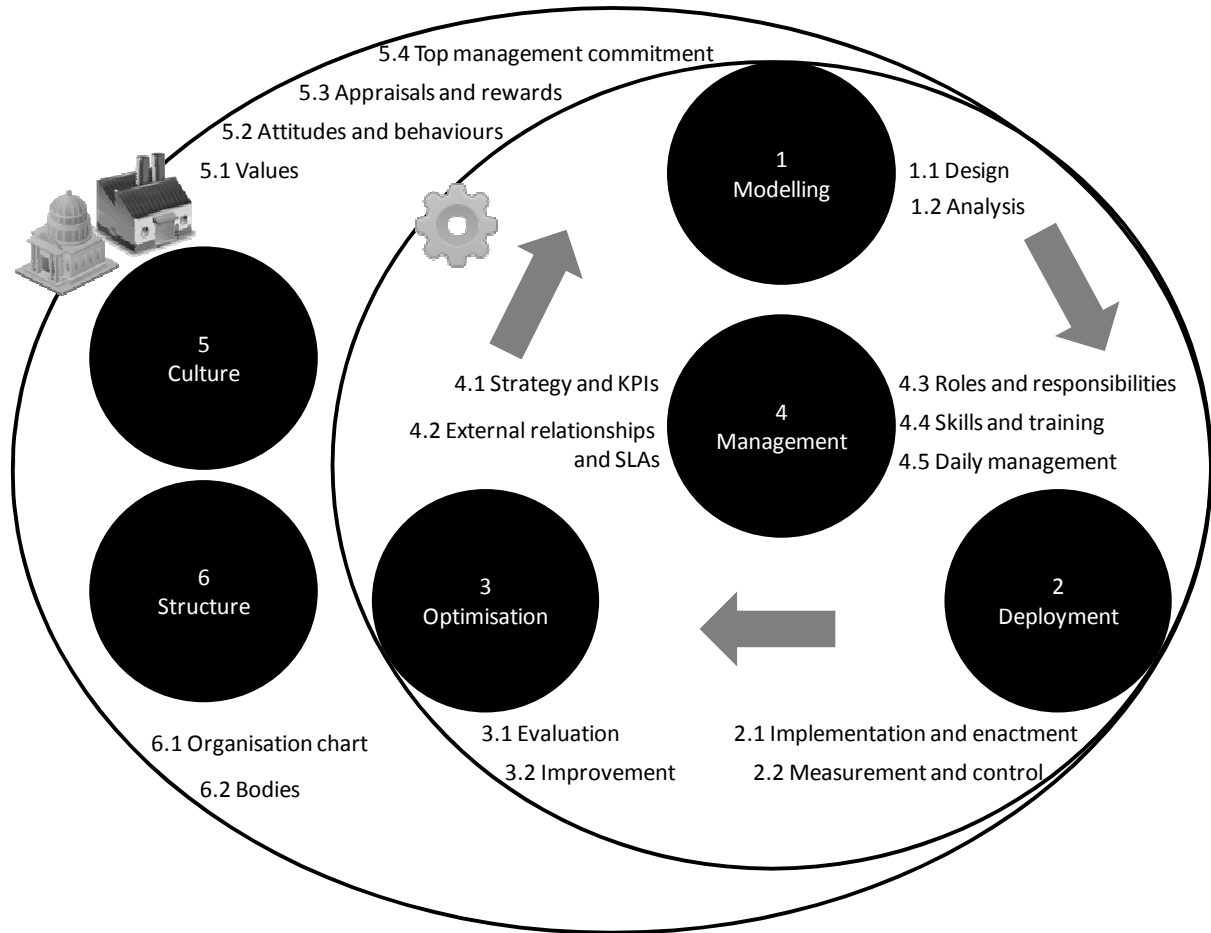 5.4 Top management commitment
5.3 Appraisals and rewards
5.2 Attitudes and behaviours
5.1 Values
1
Modelling
1.1 Design
1.2 Analysis
5
Culture
4.1 Strategy and KPIs
4.2 External relationships
and SLAs
4
Management
4.3 Roles and responsibilities
4.4 Skills and training
4.5 Daily management
6
Structure
3
Optimisation
2
Deployment
6.1 Organisation chart
6.2 Bodies
3.1 Evaluation
3.2 Improvement
2.1 Implementation and enactment
2.2 Measurement and control